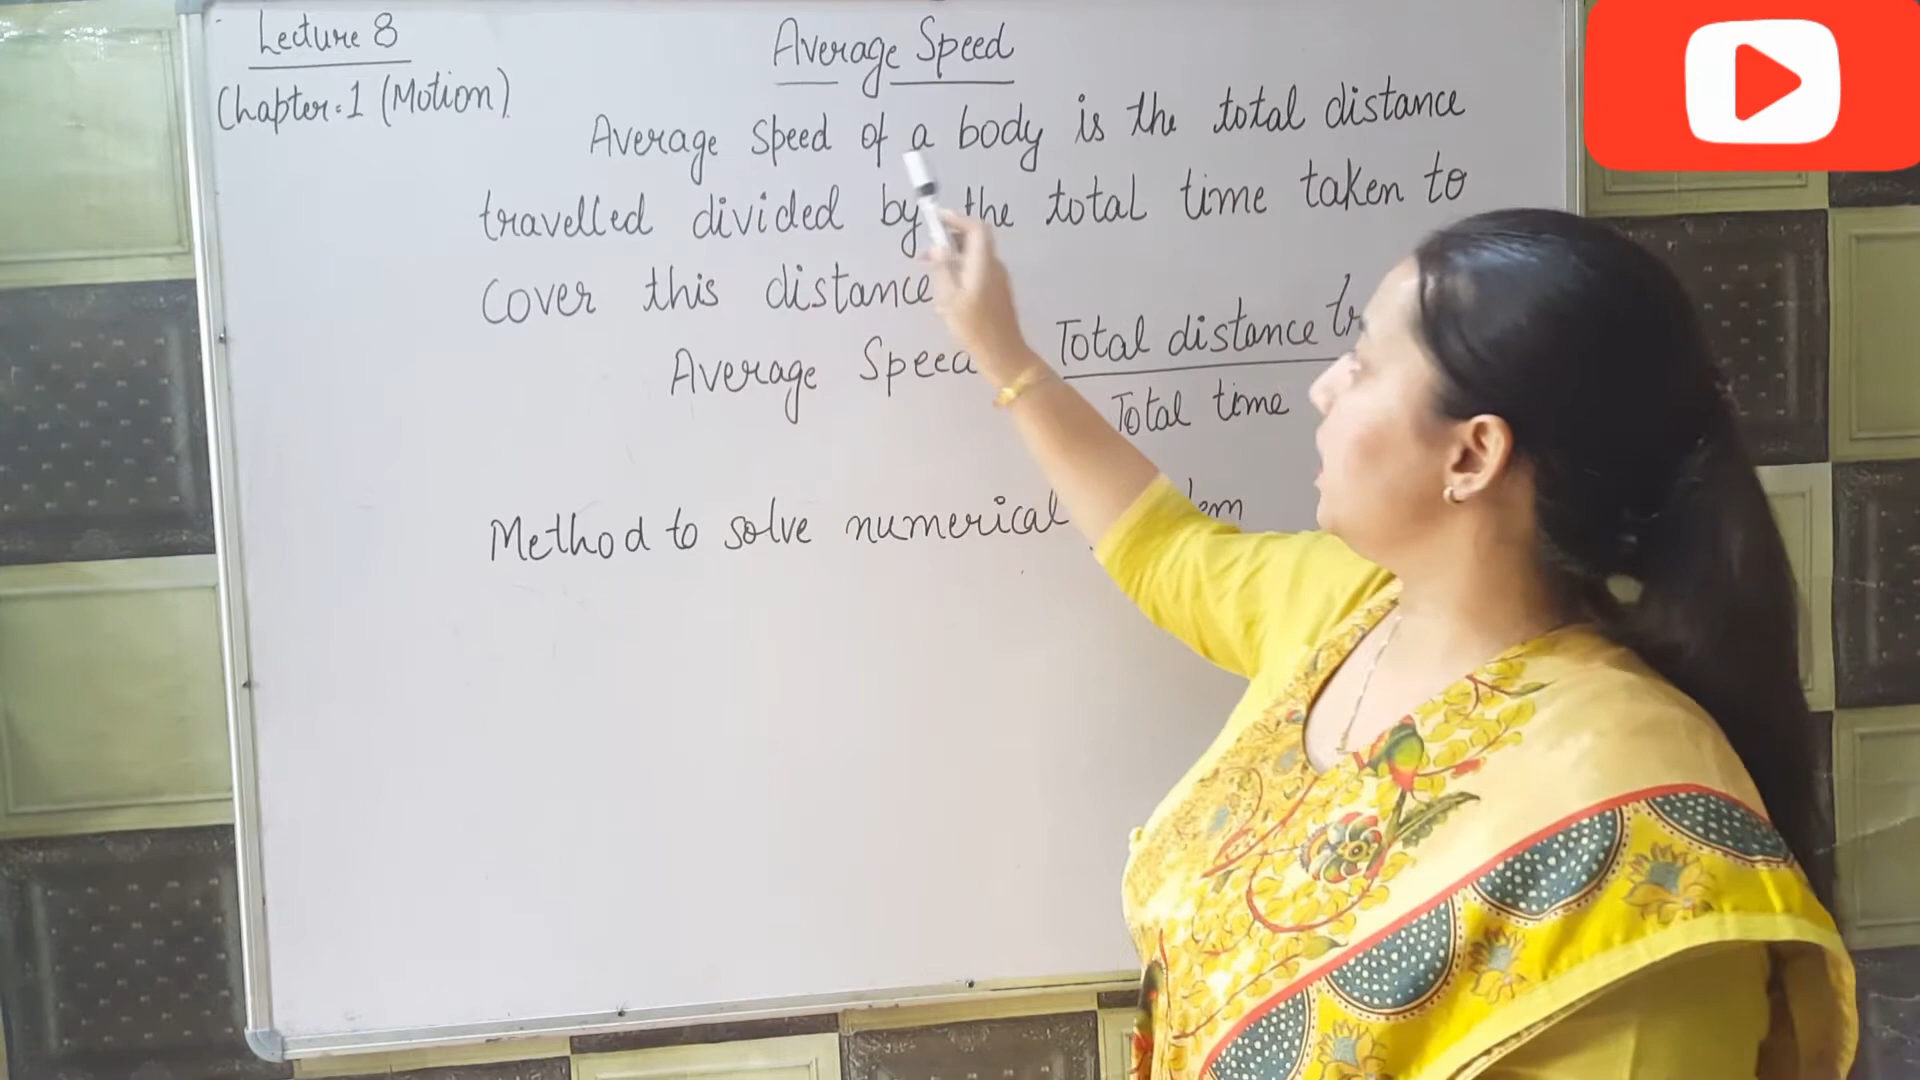 Lecture 8
Chapter. 1 (Motion)
Average Speed
Average speed of a body is the total distance
travelled divided by the total time taken to
cover this distance
Average Speed Total distance
Total time
Method to solve numerical